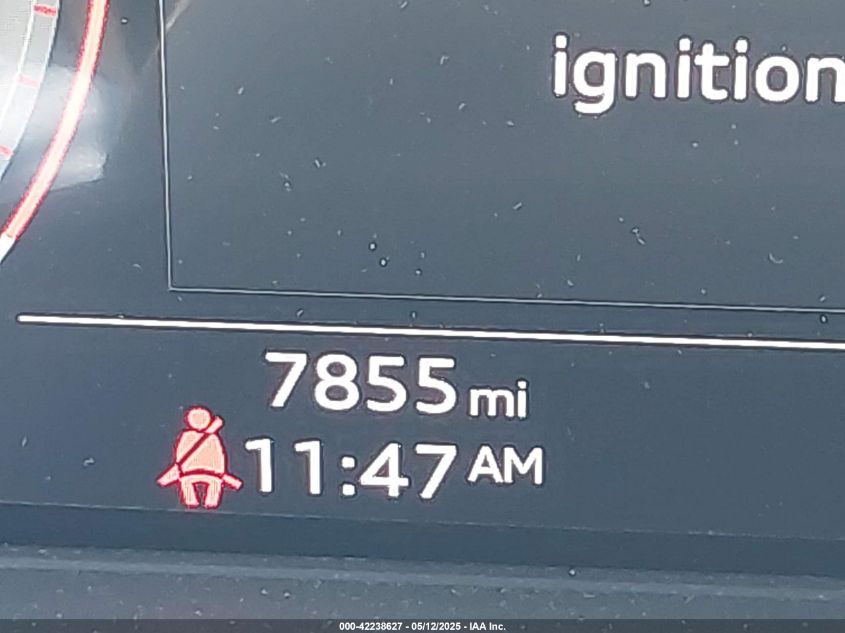 ignition
7855 mi
11:47 AM
000-42238627 - 05/12/2025 - IAA Inc.